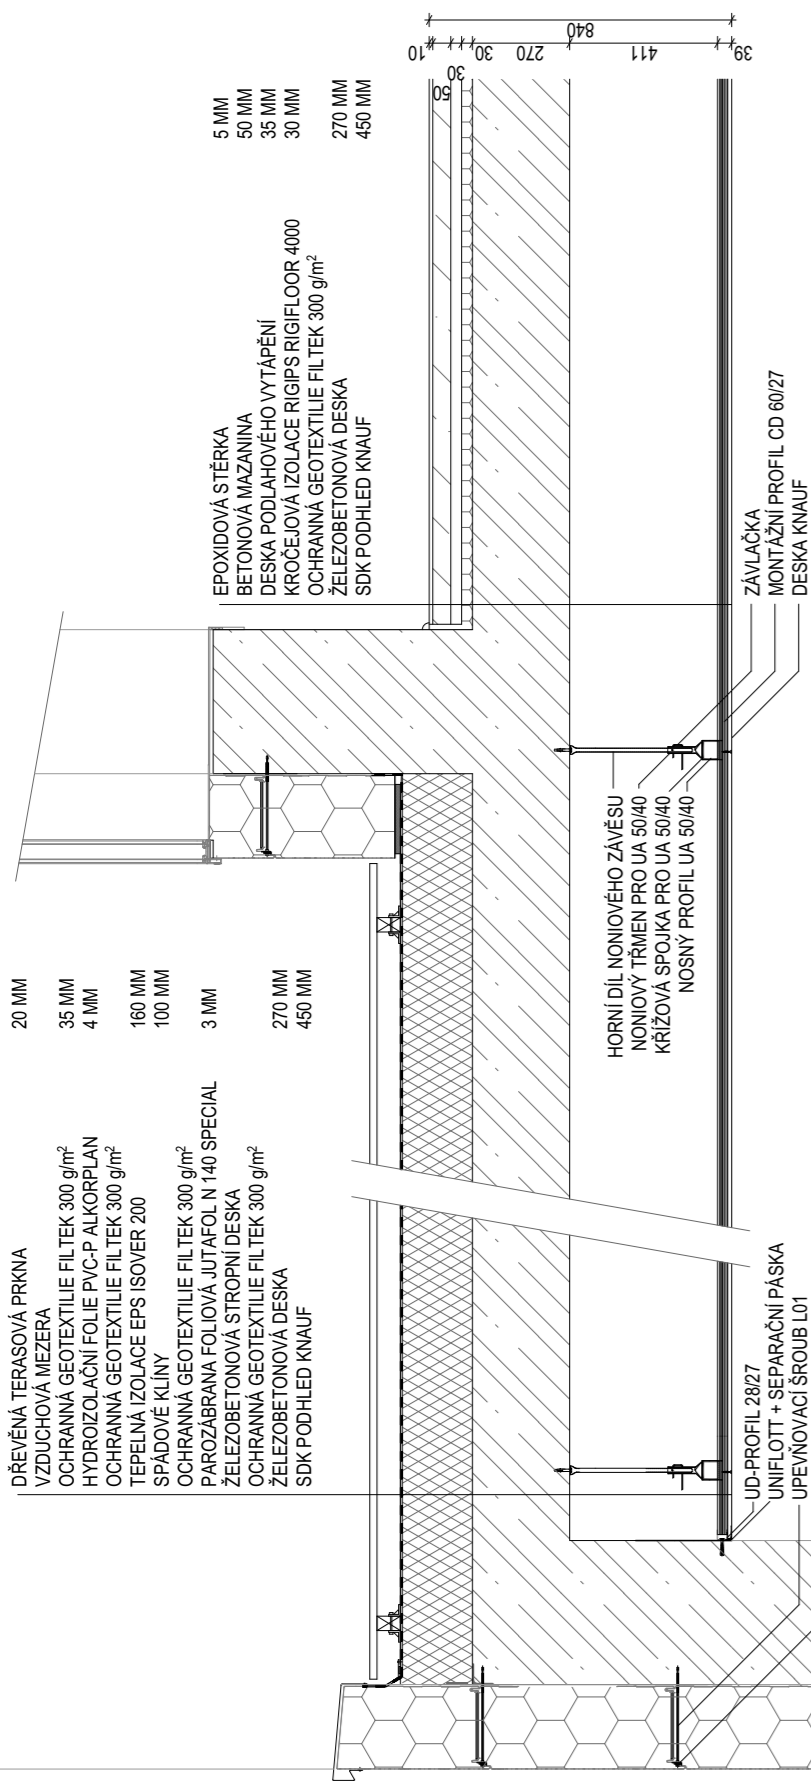 DŘEVĚNÁ TERASOVÁ PRKNA 20 MM
VZDUCHOVÁ MEZERA
OCHRANNÁ GEOTEXTILIE FILTEK 300 g/m² 35 MM
HYDROIZOLAČNÍ FOLIE PVC-P ALKORPLAN 4 MM
OCHRANNÁ GEOTEXTILIE FILTEK 300 g/m²
TEPELNÁ IZOLACE EPS ISOVER 200 160 MM
SPÁDOVÉ KLÍNY 100 MM
OCHRANNÁ GEOTEXTILIE FILTEK 300 g/m²
PAROZÁBRANA FOLIOVÁ JUTAFOL N 140 SPECIAL 3 MM
ŽELEZOBETONOVÁ STROPNÍ DESKA
OCHRANNÁ GEOTEXTILIE FILTEK 300 g/m²
ŽELEZOBETONOVÁ DESKA 270 MM
SDK PODHLED KNAUF 450 MM
EPOXIDOVÁ STĚRKA 5 MM
BETONOVÁ MAZANINA 50 MM
DESKA PODLAHOVÉHO VYTÁPĚNÍ 35 MM
KROČEJOVÁ IZOLACE RIGIPS RIGIFLOOR 4000 30 MM
OCHRANNÁ GEOTEXTILIE FILTEK 300 g/m²
ŽELEZOBETONOVÁ DESKA 270 MM
SDK PODHLED KNAUF 450 MM
10
50
30
30
270
411
39
840
HORNÍ DÍL NONIOVÉHO ZÁVĚSU
NONIOVÝ TŘMEN PRO UA 50/40
KŘÍŽOVÁ SPOJKA PRO UA 50/40
NOSNÝ PROFIL UA 50/40
ZÁVLAČKA
MONTÁŽNÍ PROFIL CD 60/27
DESKA KNAUF
UD-PROFIL 28/27
UNIFLOTT + SEPARAČNÍ PÁSKA
UPEVŇOVACÍ ŠROUB L01